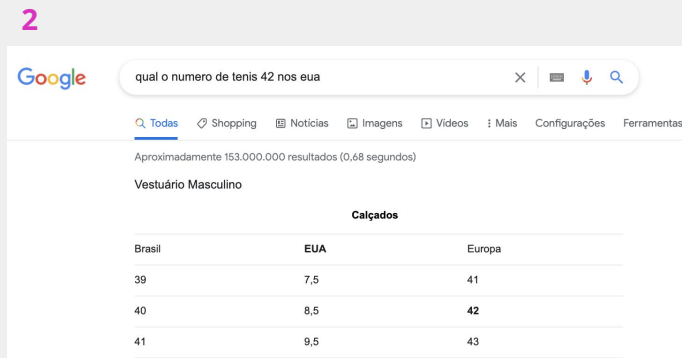 2
Google
qual o numero de tenis 42 nos eua
Todas Shopping Notícias Imagens Vídeos Mais Configurações Ferramentas
Aproximadamente 153.000.000 resultados (0,68 segundos)
Vestuário Masculino
Calçados
Brasil EUA Europa
39 7,5 41
40 8,5 42
41 9,5 43